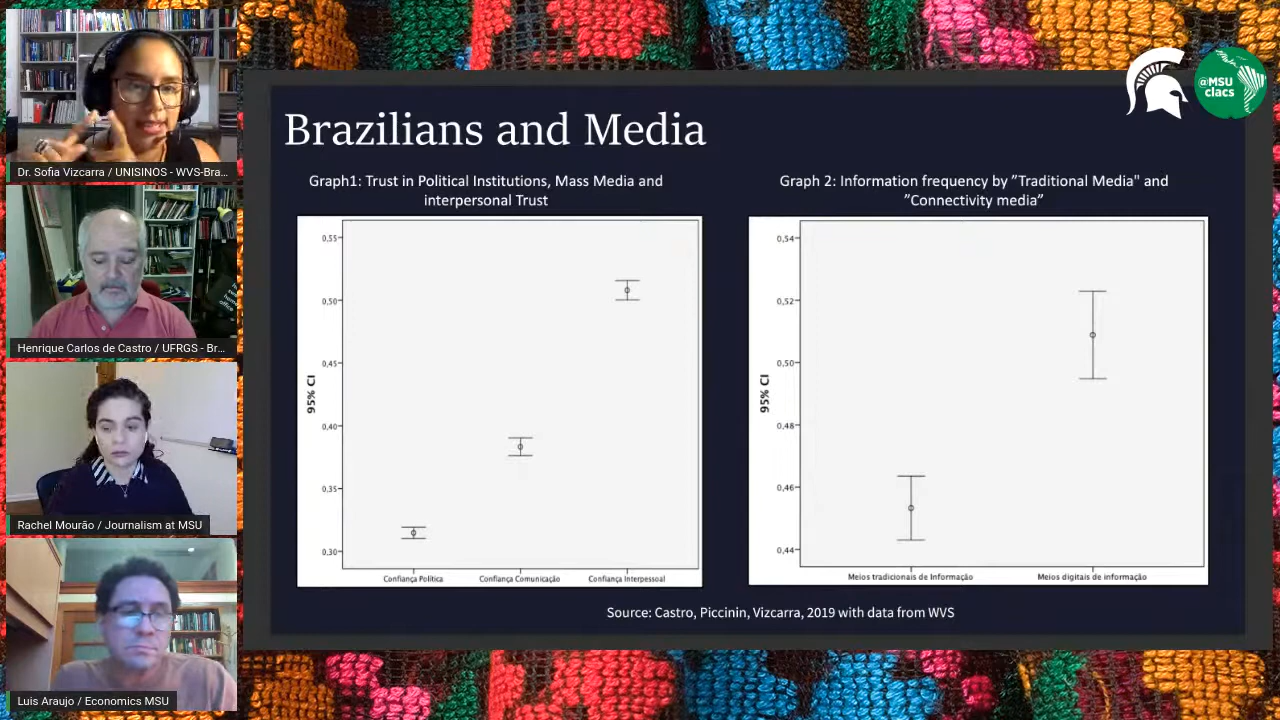 Dr. Sofia Vizcarra / UNISINOS - WVS-Bra...
Henrique Carlos de Castro / UFRGS - Br...
Rachel Mourão / Journalism at MSU
Luis Araujo / Economics MSU
@MSU
clacs
Brazilians and Media
Graph1: Trust in Political Institutions, Mass Media and
interpersonal Trust
95% CI
0,55
0,50
0,45
0,40
0,35
0,30
Confiança Política
Confiança Comunicação
Confiança Interpessoal
Graph 2: Information frequency by ”Traditional Media" and
”Connectivity media”
95% CI
0,54
0,52
0,50
0,48
0,46
0,44
Meios tradicionais de Informação
Meios digitais de informação
Source: Castro, Piccinin, Vizcarra, 2019 with data from WVS